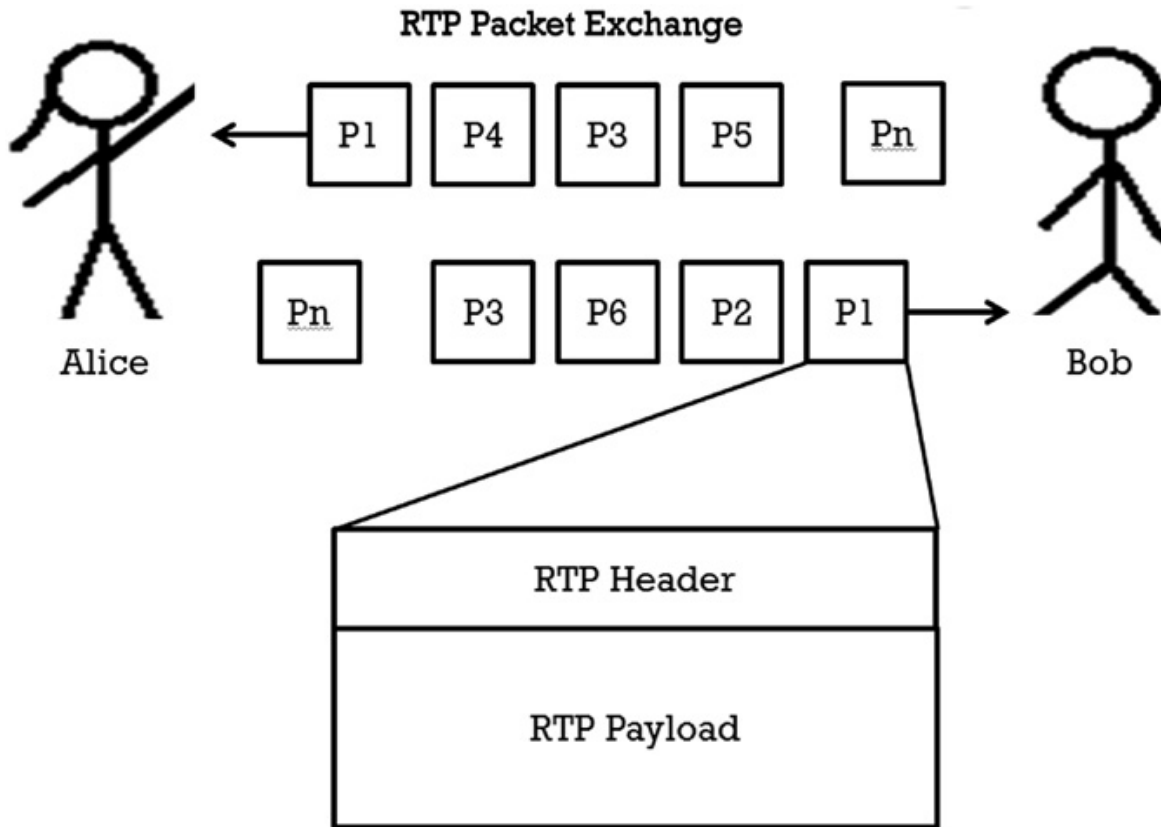 RTP Packet Exchange
P1 P4 P3 P5 Pn
Pn P3 P6 P2 P1
Alice Bob
RTP Header
RTP Payload